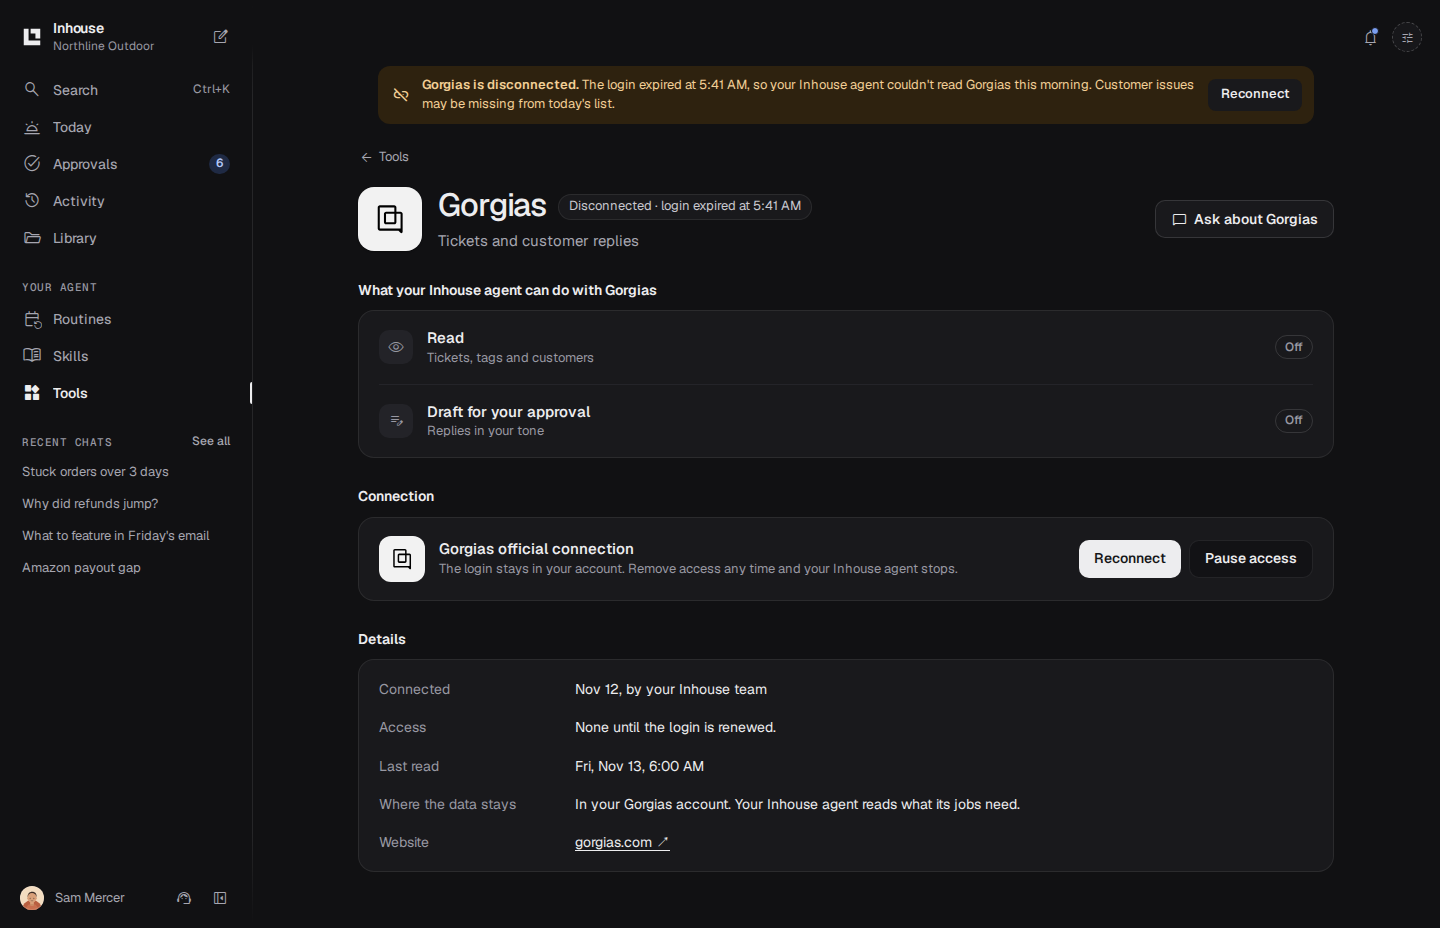 Inhouse
Northline Outdoor
Search Ctrl+K
Today
Approvals 6
Activity
Library
YOUR AGENT
Routines
Skills
Tools
RECENT CHATS See all
Stuck orders over 3 days
Why did refunds jump?
What to feature in Friday's email
Amazon payout gap
Sam Mercer
Gorgias is disconnected. The login expired at 5:41 AM, so your Inhouse agent couldn't read Gorgias this morning. Customer issues
may be missing from today's list.
Reconnect
← Tools
Gorgias
Disconnected · login expired at 5:41 AM
Tickets and customer replies
Ask about Gorgias
What your Inhouse agent can do with Gorgias
Read
Tickets, tags and customers
Off
Draft for your approval
Replies in your tone
Off
Connection
Gorgias official connection
The login stays in your account. Remove access any time and your Inhouse agent stops.
Reconnect
Pause access
Details
Connected Nov 12, by your Inhouse team
Access None until the login is renewed.
Last read Fri, Nov 13, 6:00 AM
Where the data stays In your Gorgias account. Your Inhouse agent reads what its jobs need.
Website gorgias.com ↗